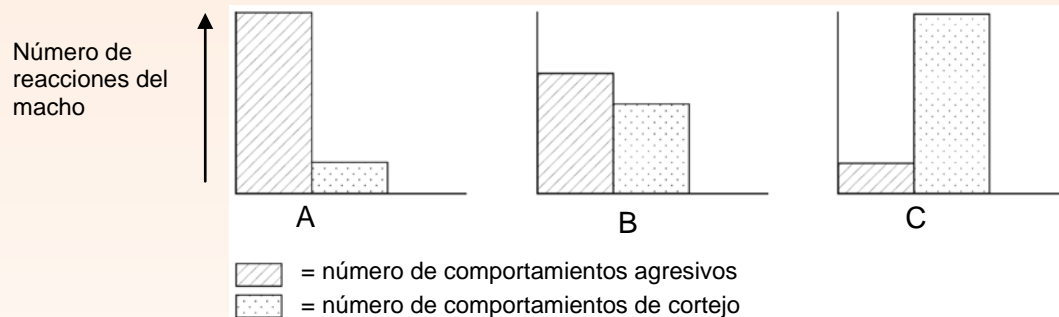 Número de
reacciones del
macho
A
B
C
= número de comportamientos agresivos
= número de comportamientos de cortejo